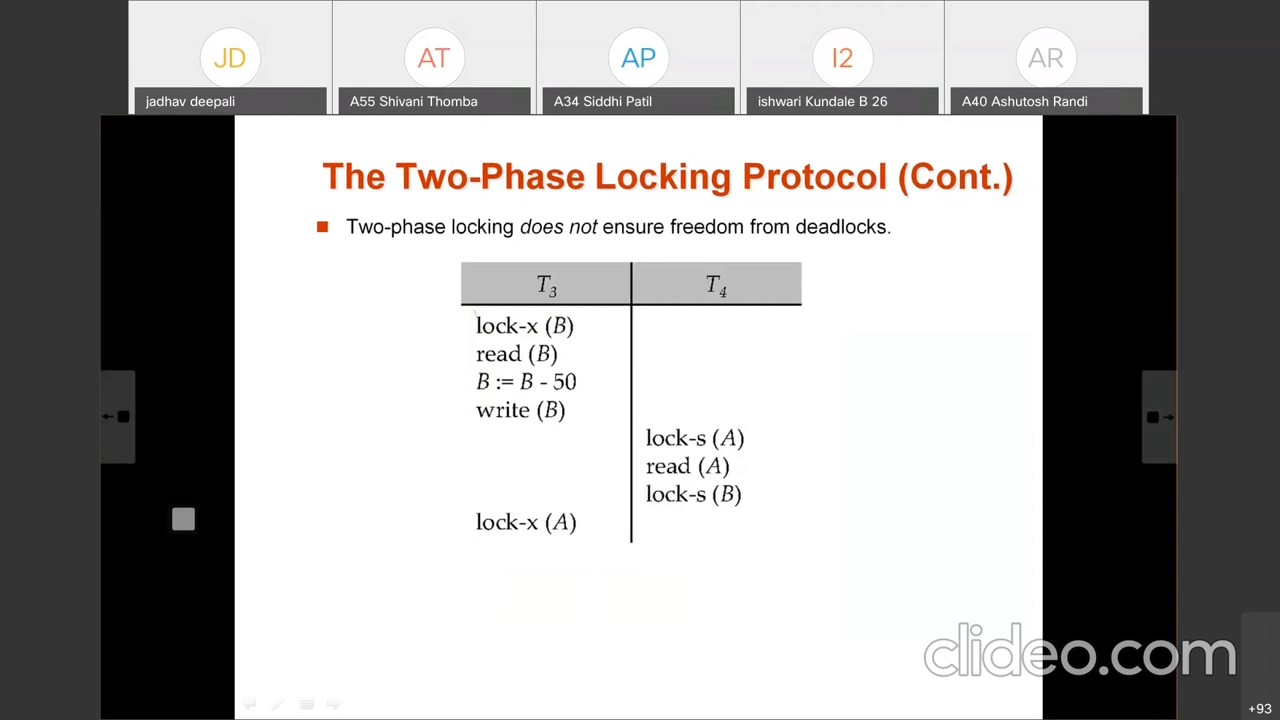 JD
AT
AP
I2
AR
jadhav deepali
A55 Shivani Thomba
A34 Siddhi Patil
ishwari Kundale B 26
A40 Ashutosh Randi
The Two-Phase Locking Protocol (Cont.)
Two-phase locking does not ensure freedom from deadlocks.
T3 T4
lock-x (B)
read (B)
B := B - 50
write (B)
lock-s (A)
read (A)
lock-s (B)
lock-x (A)
clideo.com
+93